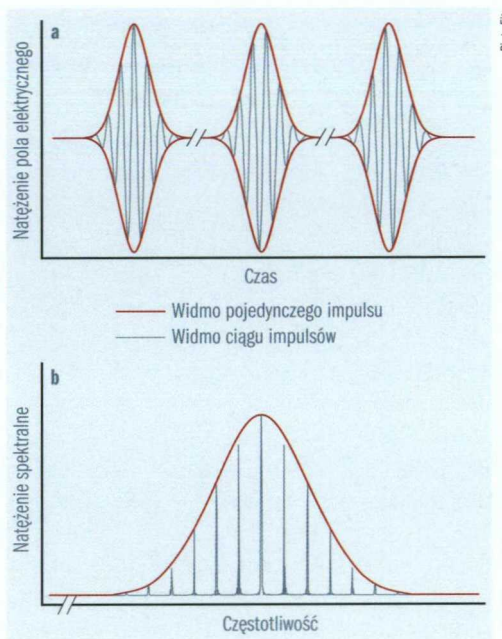 a
Natężenie pola elektrycznego
Czas
Widmo pojedynczego impulsu
Widmo ciągu impulsów
b
Natężenie spektralne
Częstotliwość